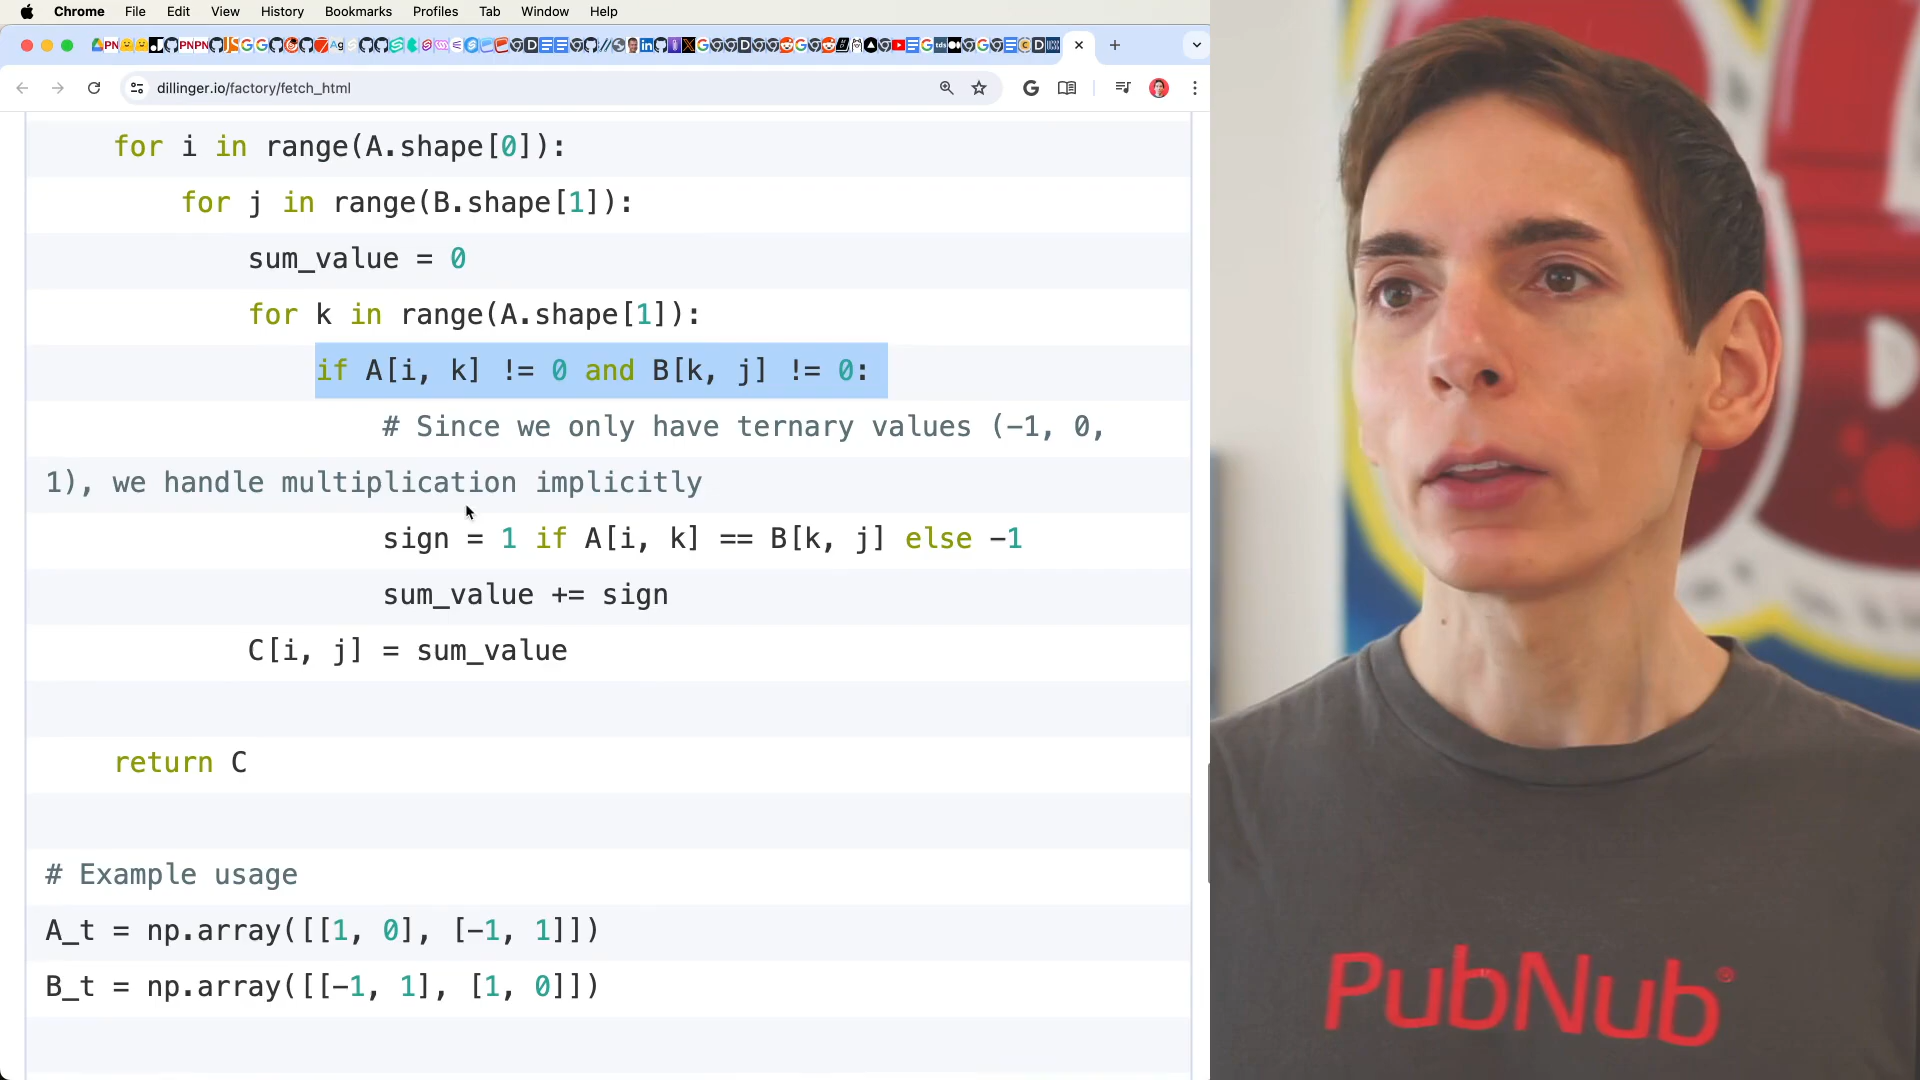 Chrome File Edit View History Bookmarks Profiles Tab Window Help
dillinger.io/factory/fetch_html
for i in range(A.shape[0]):
for j in range(B.shape[1]):
sum_value = 0
for k in range(A.shape[1]):
if A[i, k] != 0 and B[k, j] != 0:
# Since we only have ternary values (-1, 0,
1), we handle multiplication implicitly
sign = 1 if A[i, k] == B[k, j] else -1
sum_value += sign
C[i, j] = sum_value
return C
# Example usage
A_t = np.array([[1, 0], [-1, 1]])
B_t = np.array([[-1, 1], [1, 0]])
PubNub